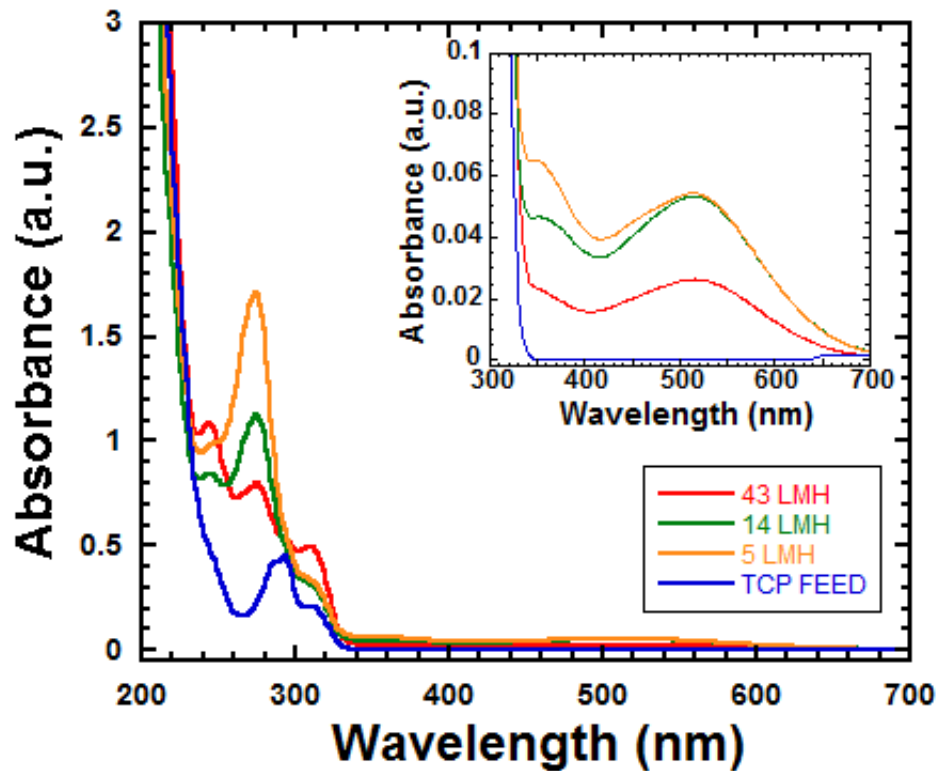 3
2.5
2
1.5
1
0.5
0
Absorbance (a.u.)
200 300 400 500 600 700
Wavelength (nm)
0.1
0.08
0.06
0.04
0.02
0
Absorbance (a.u.)
300 400 500 600 700
Wavelength (nm)
43 LMH
14 LMH
5 LMH
TCP FEED